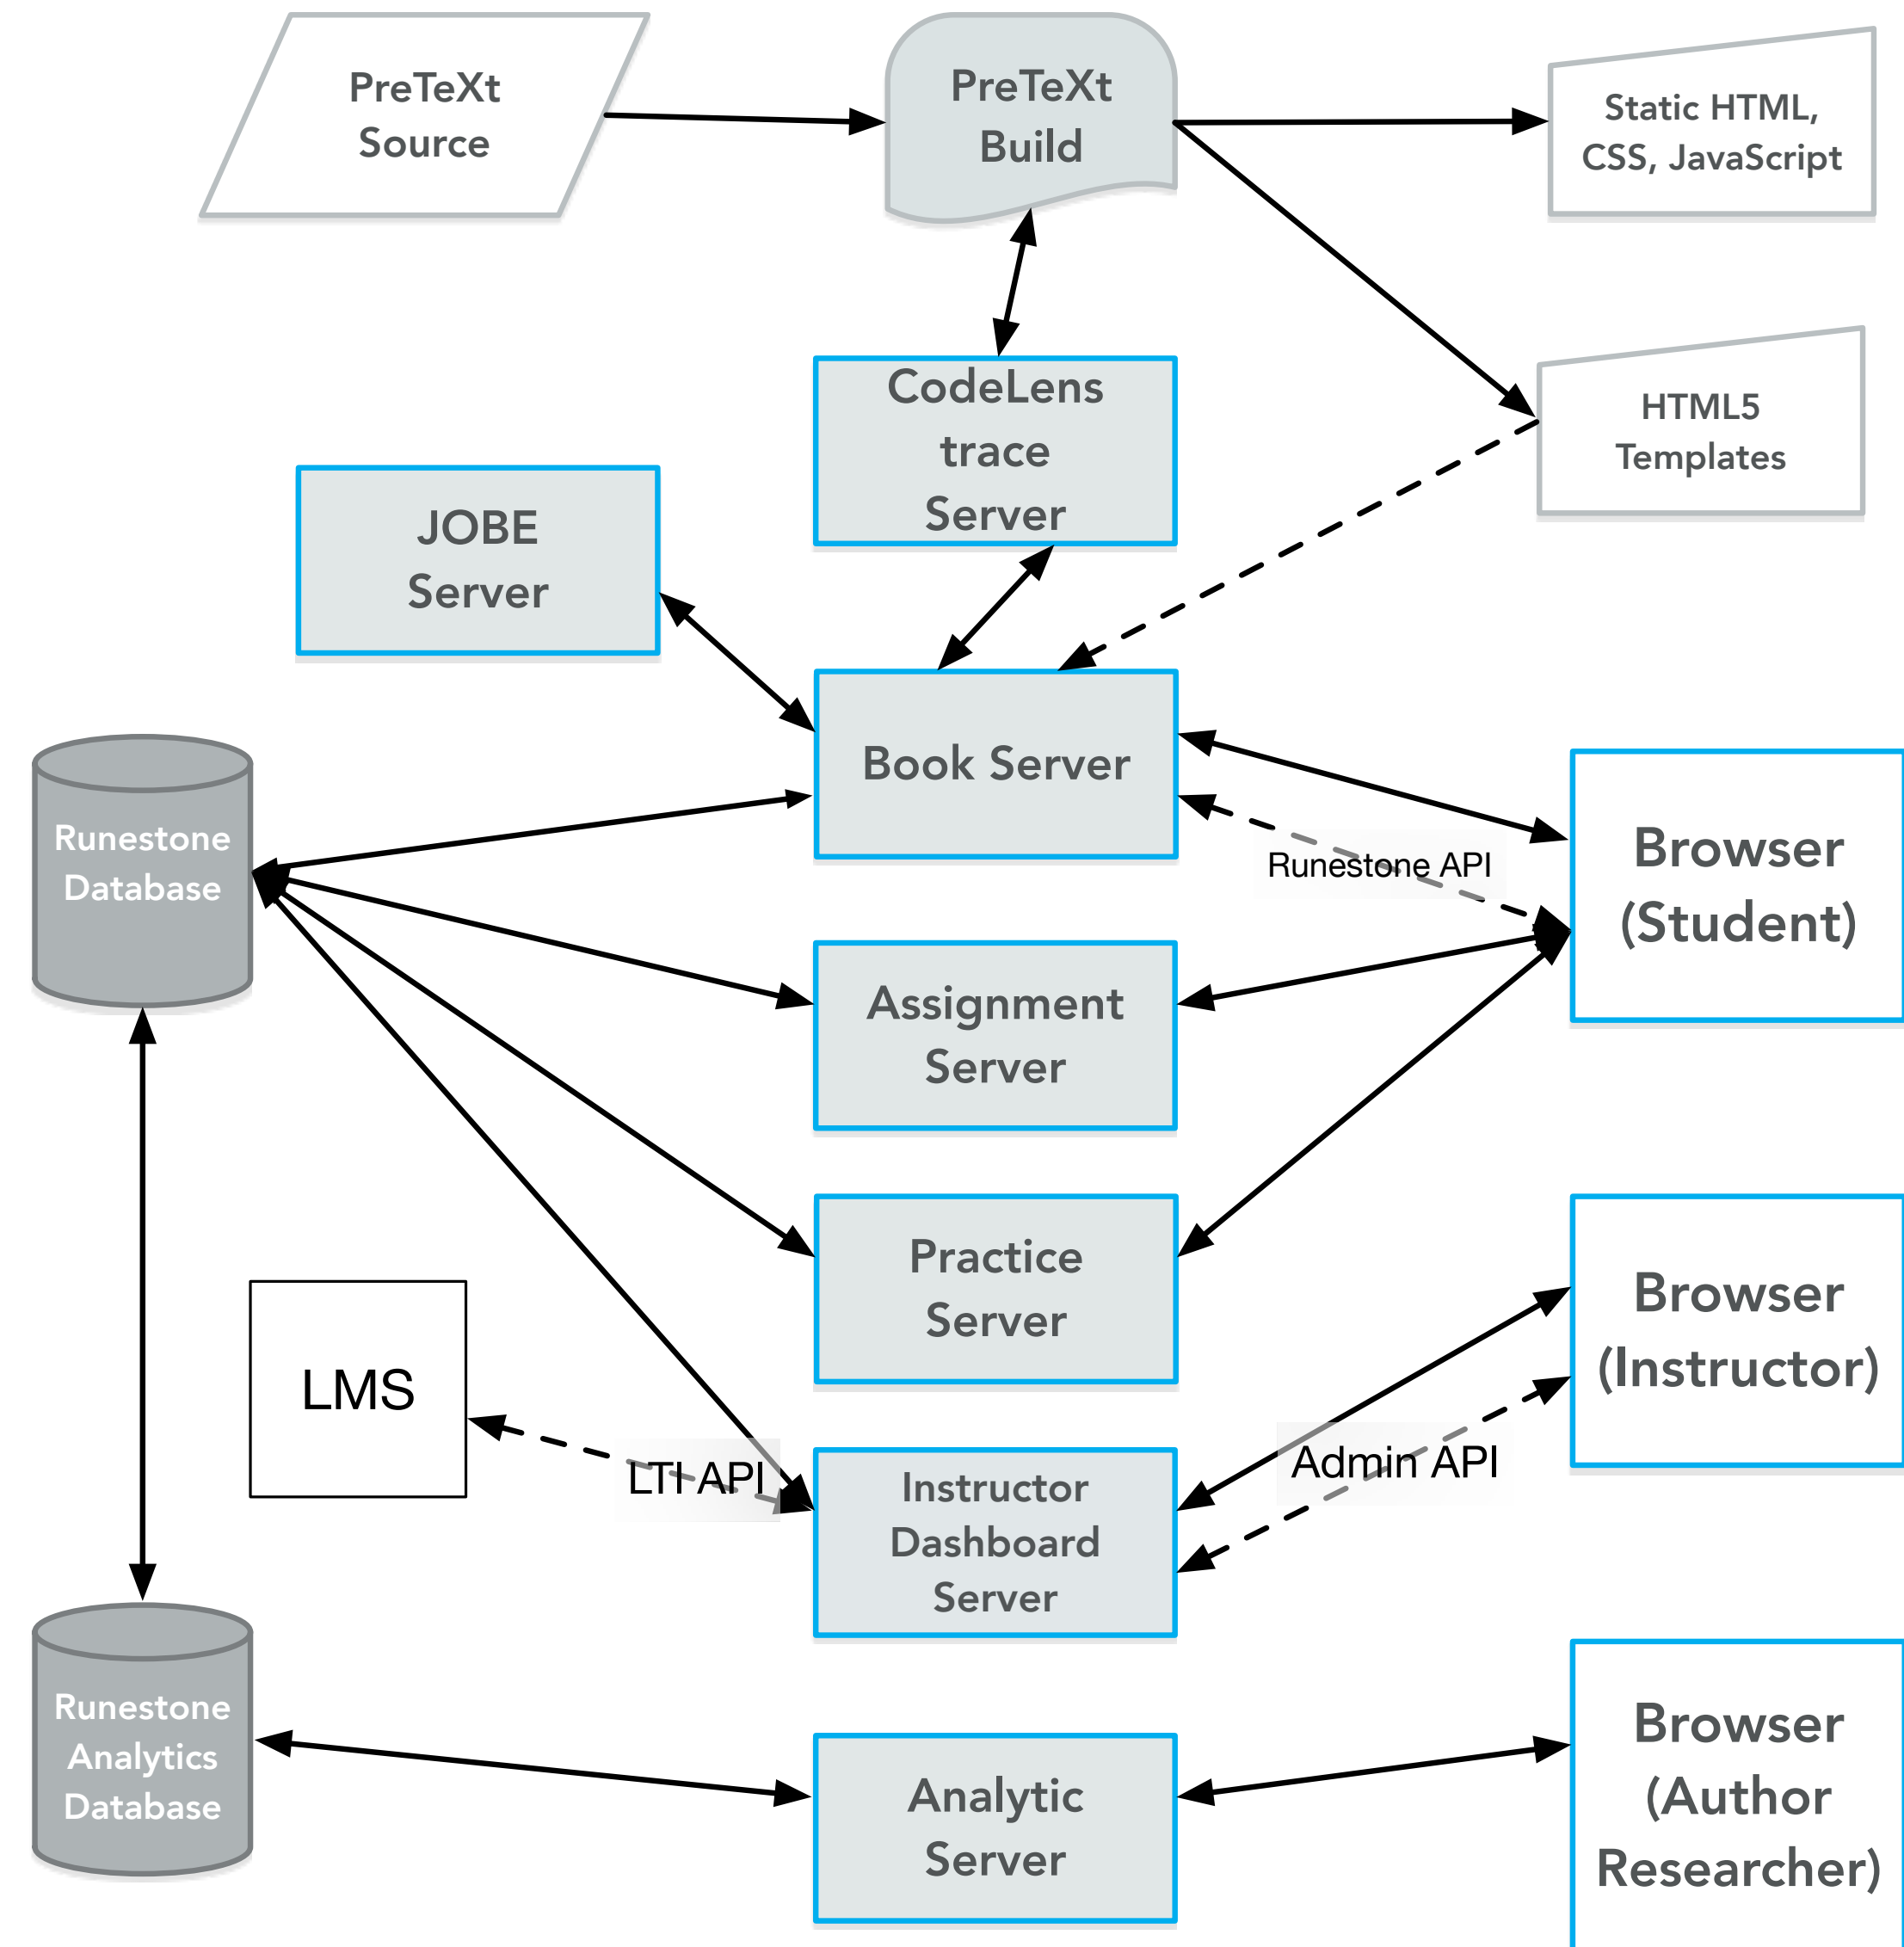 PreTeXt
Source
PreTeXt
Build
Static HTML,
CSS, JavaScript
CodeLens
trace
Server
HTML5
Templates
JOBE
Server
Book Server
Runestone
Database
Runestone API
Browser
(Student)
Assignment
Server
Practice
Server
Browser
(Instructor)
LMS
LTI API
Instructor
Dashboard
Server
Admin API
Runestone
Analytics
Database
Analytic
Server
Browser
(Author
Researcher)